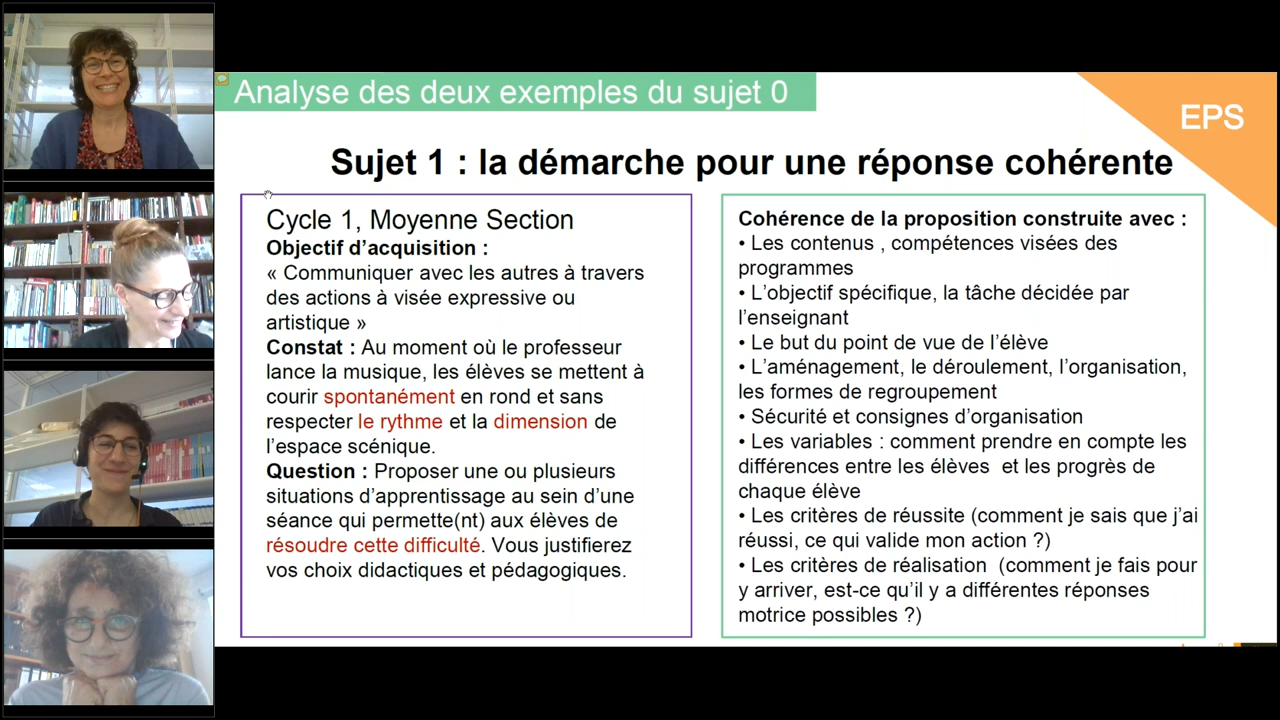 Analyse des deux exemples du sujet 0
EPS
Sujet 1 : la démarche pour une réponse cohérente
Cycle 1, Moyenne Section
Objectif d’acquisition :
« Communiquer avec les autres à travers
des actions à visée expressive ou
artistique »
Constat : Au moment où le professeur
lance la musique, les élèves se mettent à
courir spontanément en rond et sans
respecter le rythme et la dimension de
l’espace scénique.
Question : Proposer une ou plusieurs
situations d’apprentissage au sein d’une
séance qui permette(nt) aux élèves de
résoudre cette difficulté. Vous justifierez
vos choix didactiques et pédagogiques.
Cohérence de la proposition construite avec :
• Les contenus , compétences visées des
programmes
• L’objectif spécifique, la tâche décidée par
l’enseignant
• Le but du point de vue de l’élève
• L’aménagement, le déroulement, l’organisation,
les formes de regroupement
• Sécurité et consignes d’organisation
• Les variables : comment prendre en compte les
différences entre les élèves et les progrès de
chaque élève
• Les critères de réussite (comment je sais que j’ai
réussi, ce qui valide mon action ?)
• Les critères de réalisation (comment je fais pour
y arriver, est-ce qu’il y a différentes réponses
motrice possibles ?)